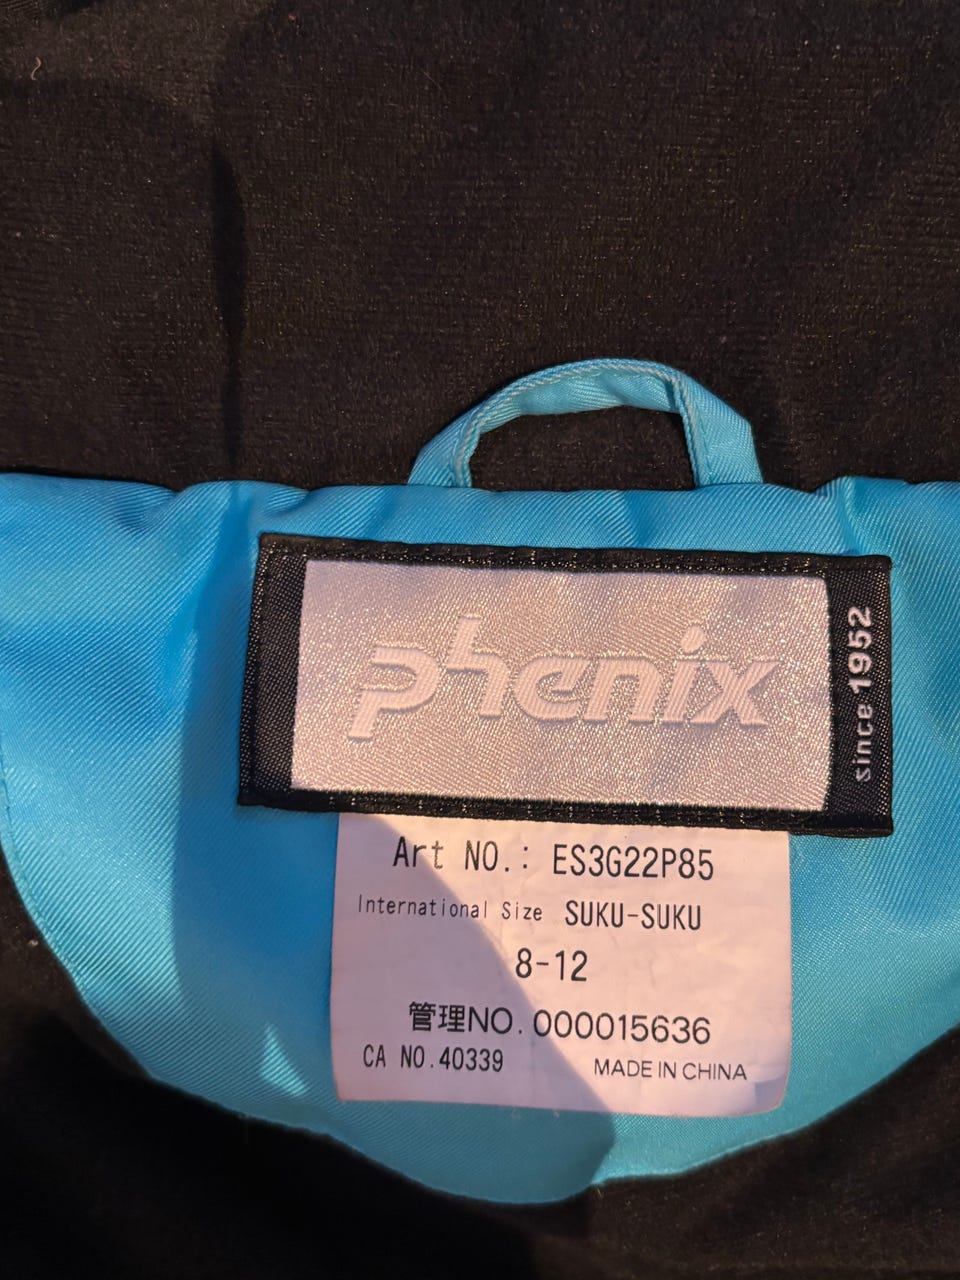 phenix
since 1952
Art NO.: ES3G22P85
International Size SUKU-SUKU
8-12
管理NO. 000015636
CA NO.40339 MADE IN CHINA